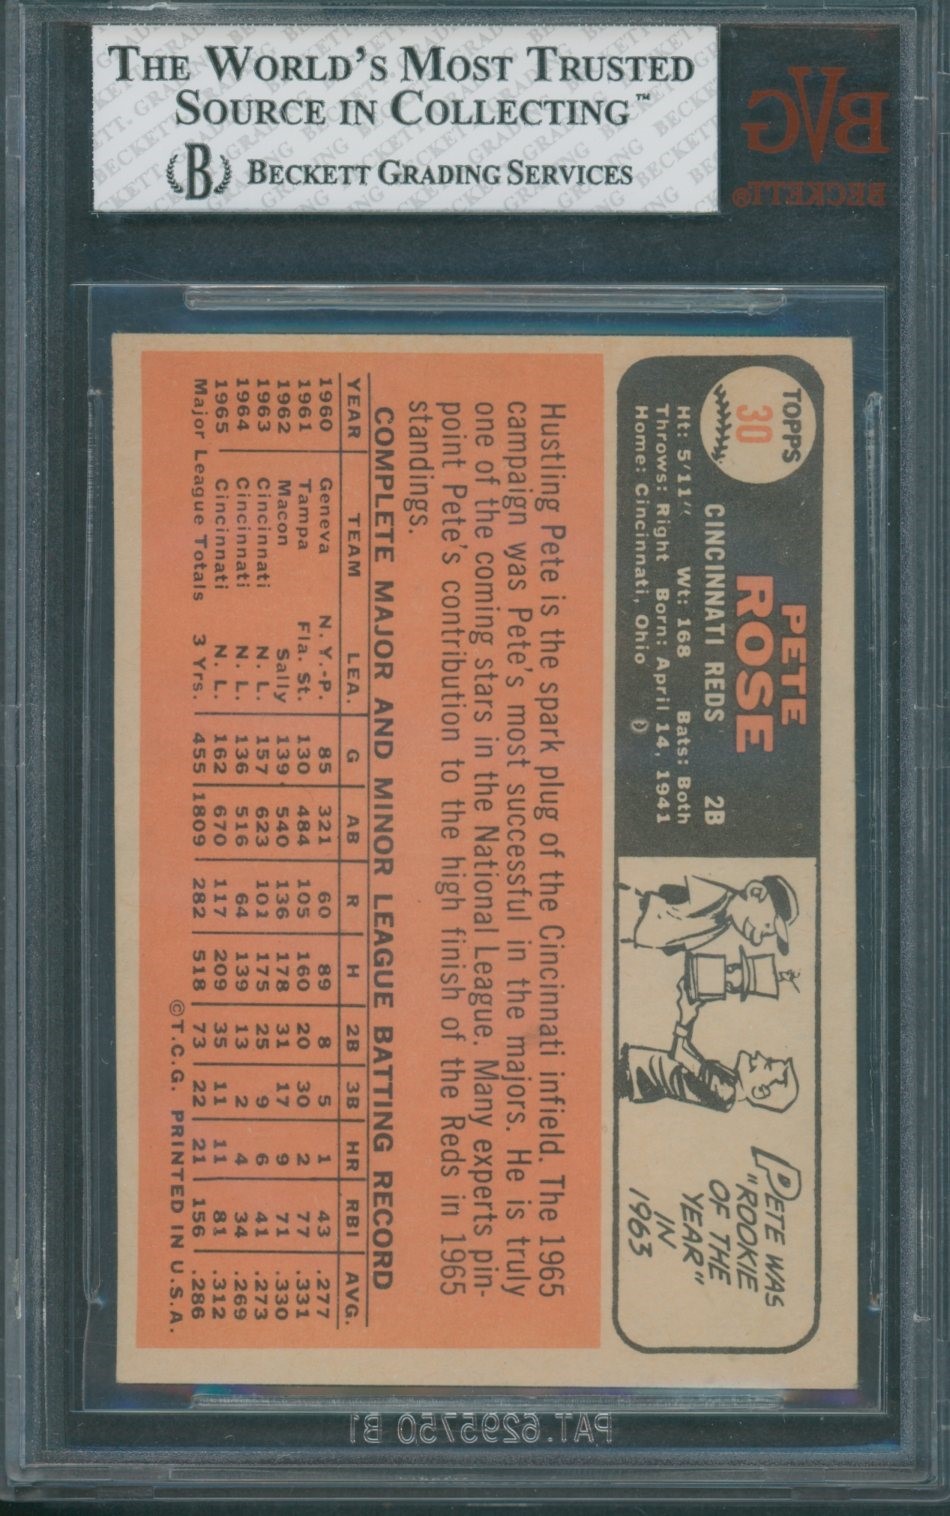 THE WORLD'S MOST TRUSTED
SOURCE IN COLLECTING™
B BECKETT GRADING SERVICES
BVG
BECKETT®
TOPPS
30
PETE
ROSE
CINCINNATI REDS 2B
Ht: 5'11" Wt: 168 Bats: Both
Throws: Right Born: April 14, 1941
Home: Cincinnati, Ohio
PETE WAS
"ROOKIE
OF THE
YEAR"
IN
1963
Hustling Pete is the spark plug of the Cincinnati infield. The 1965
campaign was Pete's most successful in the majors. He is truly
one of the coming stars in the National League. Many experts pin-
point Pete's contribution to the high finish of the Reds in 1965
standings.
COMPLETE MAJOR AND MINOR LEAGUE BATTING RECORD
YEAR TEAM LEA. G AB R H 2B 3B HR RBI AVG.
1960 Geneva N. Y.-P. 85 321 60 89 8 5 1 43 .277
1961 Tampa Fla. St. 130 484 105 160 20 30 2 77 .331
1962 Macon Sally 139 540 136 178 31 17 9 71 .330
1963 Cincinnati N. L. 157 623 101 175 25 9 6 41 .273
1964 Cincinnati N. L. 136 516 64 139 13 2 4 34 .269
1965 Cincinnati N. L. 162 670 117 209 35 11 11 81 .312
Major League Totals 3 Yrs. 455 1809 282 518 73 22 21 156 .286
©T.C.G. PRINTED IN U.S.A.
PAT.6295750 B1